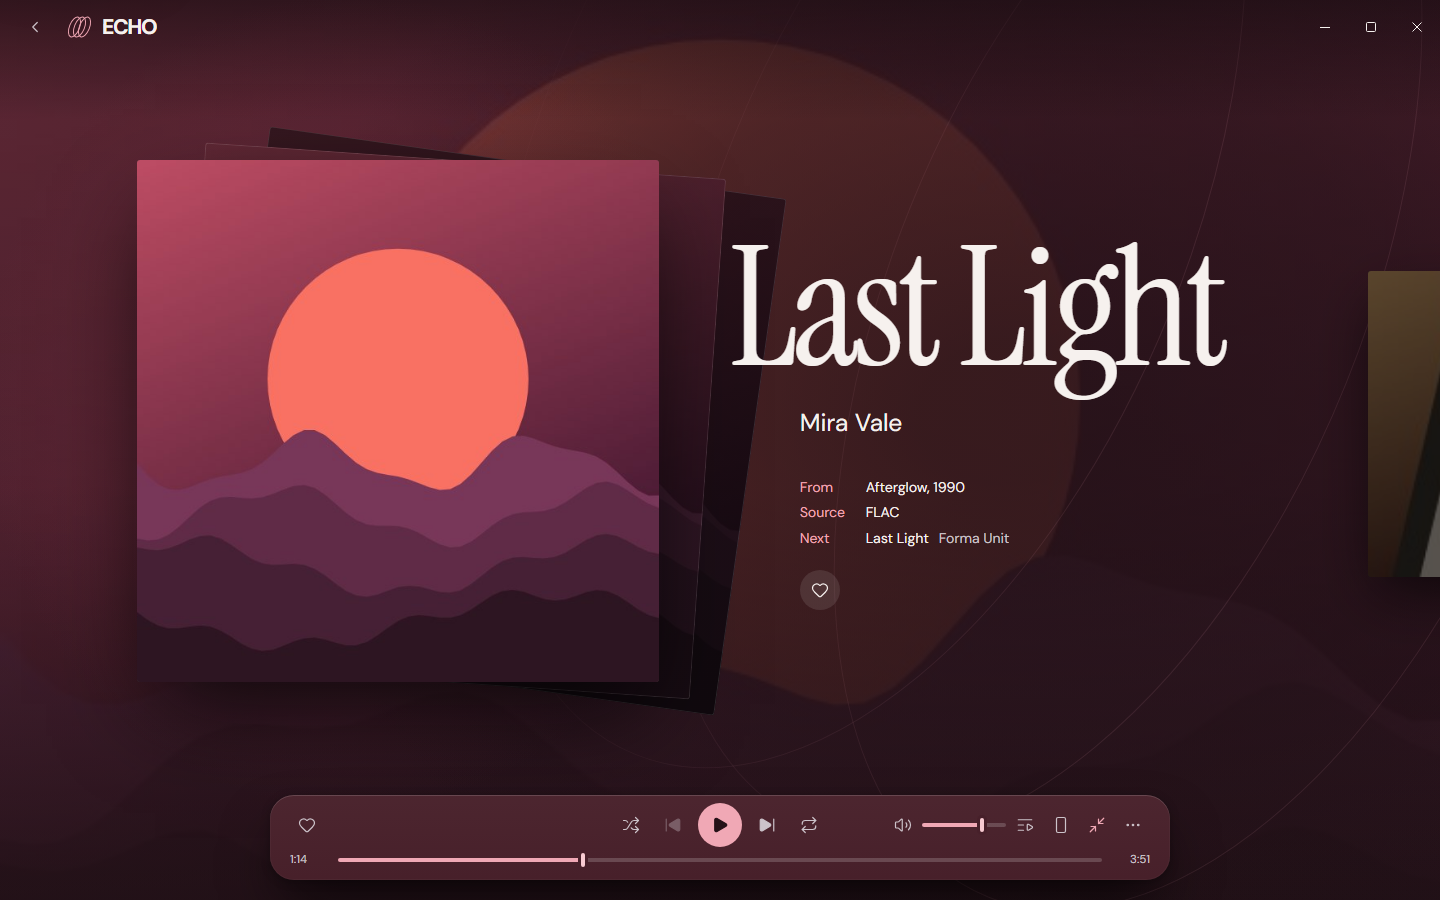 ECHO
Last Light
Mira Vale
From Afterglow, 1990
Source FLAC
Next Last Light Forma Unit
1:14 3:51